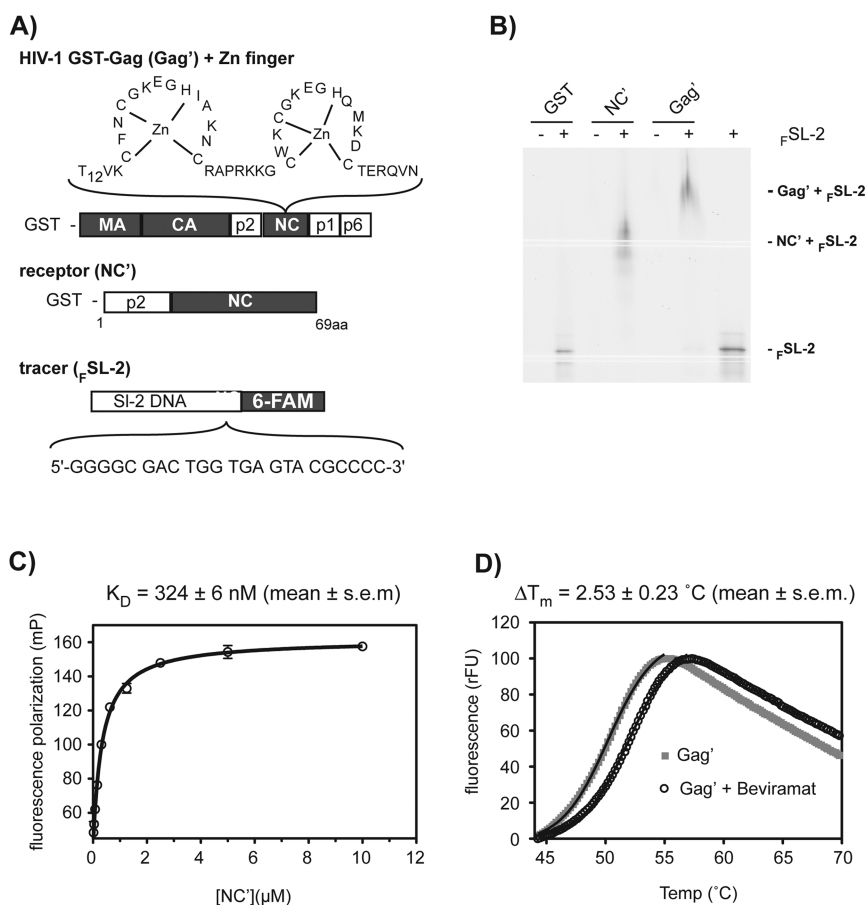 A)
HIV-1 GST-Gag (Gag') + Zn finger
T12VKCFNCGKEGHIAKNCRAPRKKGCWKCGKEGHQMKDCTERQVN
Zn
Zn
GST - MA CA p2 NC p1 p6
receptor (NC')
GST - p2 NC
1 69aa
tracer (FSL-2)
Sl-2 DNA 6-FAM
5'-GGGGC GAC TGG TGA GTA CGCCCC-3'
B)
GST NC' Gag'
- + - + - + + FSL-2
- Gag' + FSL-2
- NC' + FSL-2
- FSL-2
C)
KD = 324 ± 6 nM (mean ± s.e.m)
fluorescence polarization (mP)
160
140
120
100
80
60
0 2 4 6 8 10 12
[NC'](µM)
D)
ΔTm = 2.53 ± 0.23 ˚C (mean ± s.e.m.)
fluorescence (rFU)
120
100
80
60
40
20
0
Gag'
Gag' + Beviramat
45 50 55 60 65 70
Temp (˚C)